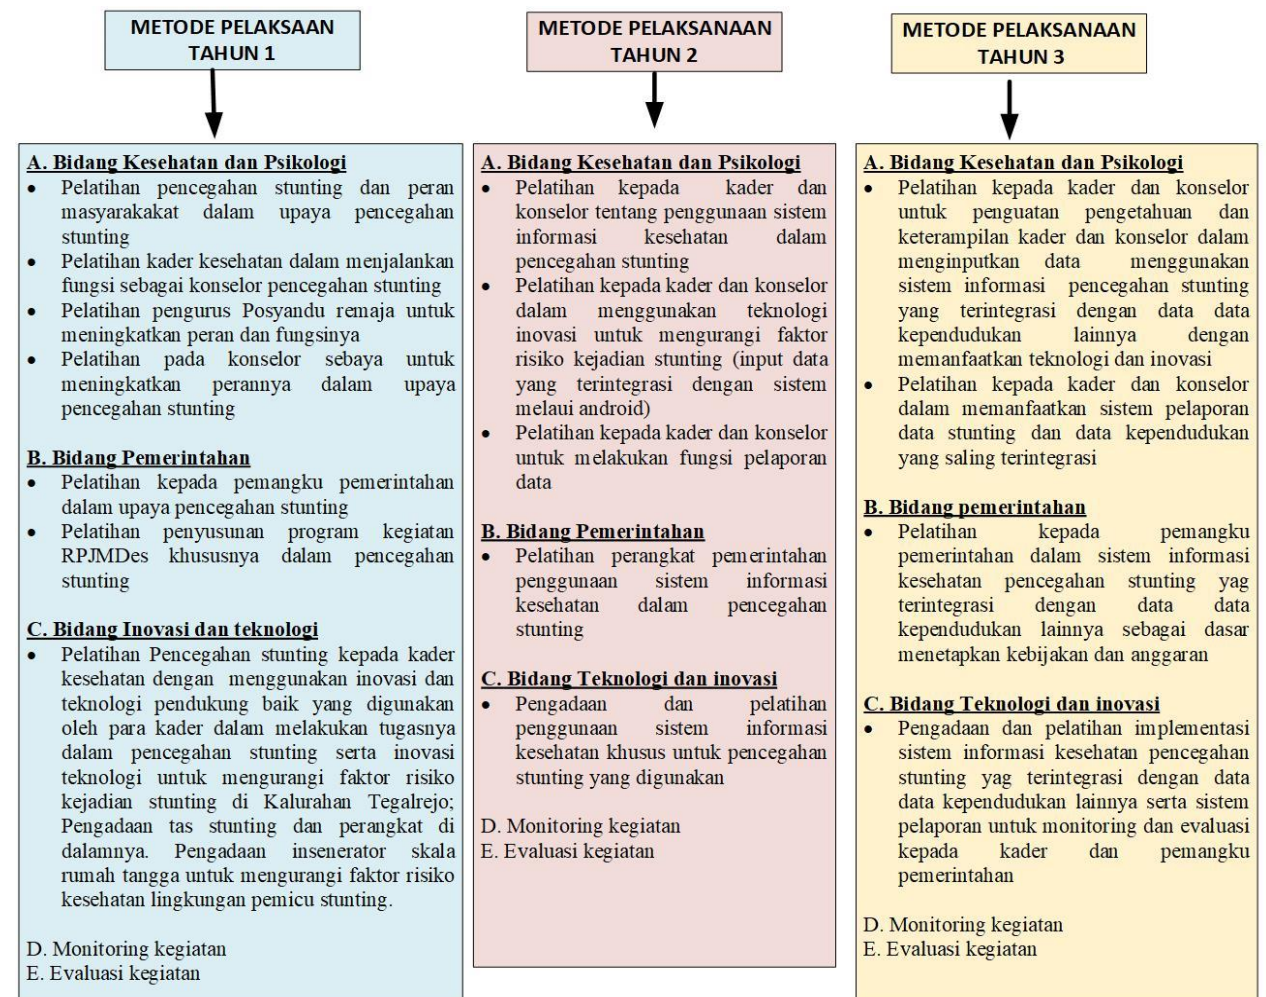 METODE PELAKSAAN
TAHUN 1
A. Bidang Kesehatan dan Psikologi
• Pelatihan pencegahan stunting dan peran
masyarakakat dalam upaya pencegahan
stunting
• Pelatihan kader kesehatan dalam menjalankan
fungsi sebagai konselor pencegahan stunting
• Pelatihan pengurus Posyandu remaja untuk
meningkatkan peran dan fungsinya
• Pelatihan pada konselor sebaya untuk
meningkatkan perannya dalam upaya
pencegahan stunting
B. Bidang Pemerintahan
• Pelatihan kepada pemangku pemerintahan
dalam upaya pencegahan stunting
• Pelatihan penyusunan program kegiatan
RPJMDes khususnya dalam pencegahan
stunting
C. Bidang Inovasi dan teknologi
• Pelatihan Pencegahan stunting kepada kader
kesehatan dengan menggunakan inovasi dan
teknologi pendukung baik yang digunakan
oleh para kader dalam melakukan tugasnya
dalam pencegahan stunting serta inovasi
teknologi untuk mengurangi faktor risiko
kejadian stunting di Kalurahan Tegalrejo;
Pengadaan tas stunting dan perangkat di
dalamnya. Pengadaan insenerator skala
rumah tangga untuk mengurangi faktor risiko
kesehatan lingkungan pemicu stunting.
D. Monitoring kegiatan
E. Evaluasi kegiatan
METODE PELAKSANAAN
TAHUN 2
A. Bidang Kesehatan dan Psikologi
• Pelatihan kepada kader dan
konselor tentang penggunaan sistem
informasi kesehatan dalam
pencegahan stunting
• Pelatihan kepada kader dan konselor
dalam menggunakan teknologi
inovasi untuk mengurangi faktor
risiko kejadian stunting (input data
yang terintegrasi dengan sistem
melaui android)
• Pelatihan kepada kader dan konselor
untuk melakukan fungsi pelaporan
data
B. Bidang Pemerintahan
• Pelatihan perangkat pemerintahan
penggunaan sistem informasi
kesehatan dalam pencegahan
stunting
C. Bidang Teknologi dan inovasi
• Pengadaan dan pelatihan
penggunaan sistem informasi
kesehatan khusus untuk pencegahan
stunting yang digunakan
D. Monitoring kegiatan
E. Evaluasi kegiatan
METODE PELAKSANAAN
TAHUN 3
A. Bidang Kesehatan dan Psikologi
• Pelatihan kepada kader dan konselor
untuk penguatan pengetahuan dan
keterampilan kader dan konselor dalam
menginputkan data menggunakan
sistem informasi pencegahan stunting
yang terintegrasi dengan data data
kependudukan lainnya dengan
memanfaatkan teknologi dan inovasi
• Pelatihan kepada kader dan konselor
dalam memanfaatkan sistem pelaporan
data stunting dan data kependudukan
yang saling terintegrasi
B. Bidang pemerintahan
• Pelatihan kepada pemangku
pemerintahan dalam sistem informasi
kesehatan pencegahan stunting yag
terintegrasi dengan data data
kependudukan lainnya sebagai dasar
menetapkan kebijakan dan anggaran
C. Bidang Teknologi dan inovasi
• Pengadaan dan pelatihan implementasi
sistem informasi kesehatan pencegahan
stunting yag terintegrasi dengan data
data kependudukan lainnya serta sistem
pelaporan untuk monitoring dan evaluasi
kepada kader dan pemangku
pemerintahan
D. Monitoring kegiatan
E. Evaluasi kegiatan